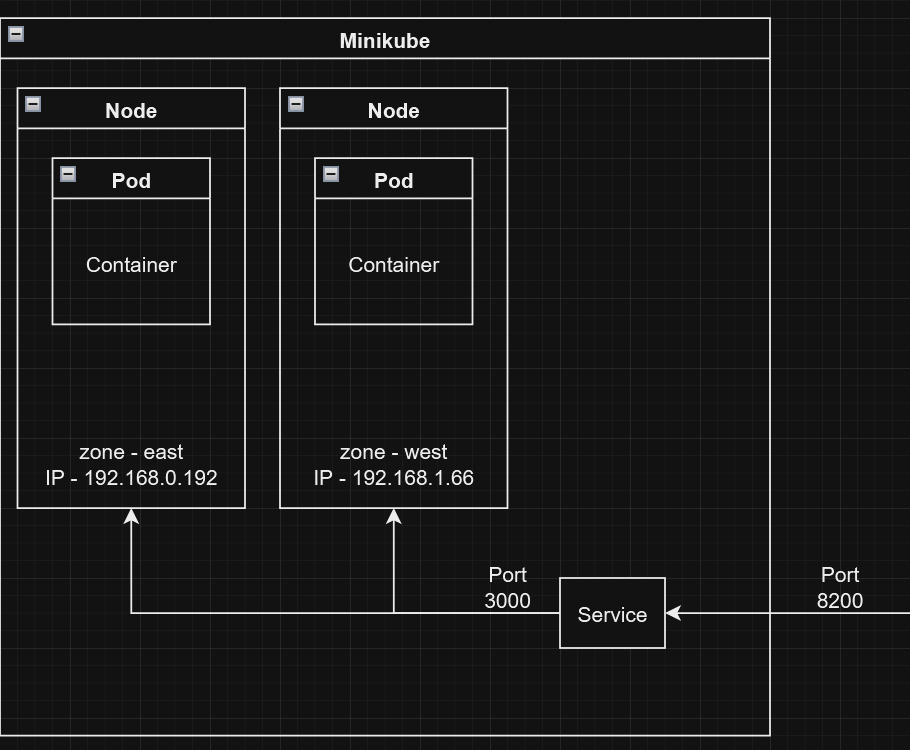 Minikube
Node
Pod
Container
zone - east
IP - 192.168.0.192
Node
Pod
Container
zone - west
IP - 192.168.1.66
Port
3000
Service
Port
8200